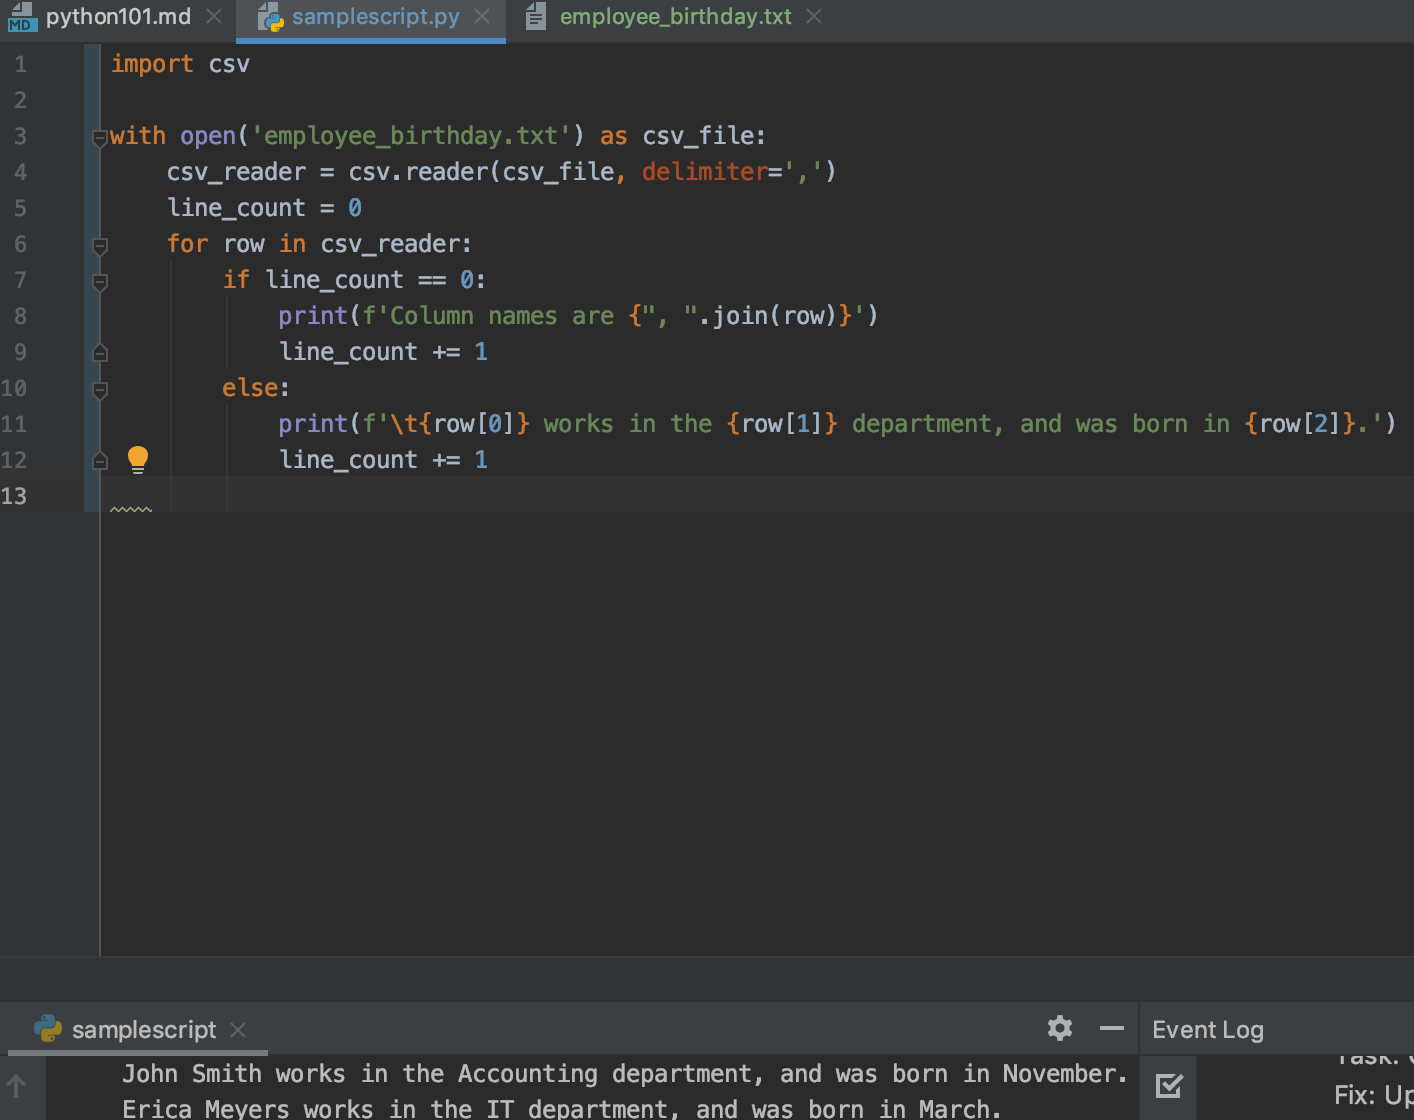 python101.md
samplescript.py
employee_birthday.txt
MD
1 import csv
2
3 with open('employee_birthday.txt') as csv_file:
4     csv_reader = csv.reader(csv_file, delimiter=',')
5     line_count = 0
6     for row in csv_reader:
7         if line_count == 0:
8             print(f'Column names are {", ".join(row)}')
9             line_count += 1
10         else:
11             print(f'\t{row[0]} works in the {row[1]} department, and was born in {row[2]}.')
12             line_count += 1
13
samplescript
Event Log
John Smith works in the Accounting department, and was born in November.
Erica Meyers works in the IT department, and was born in March.
Task:
Fix: Up